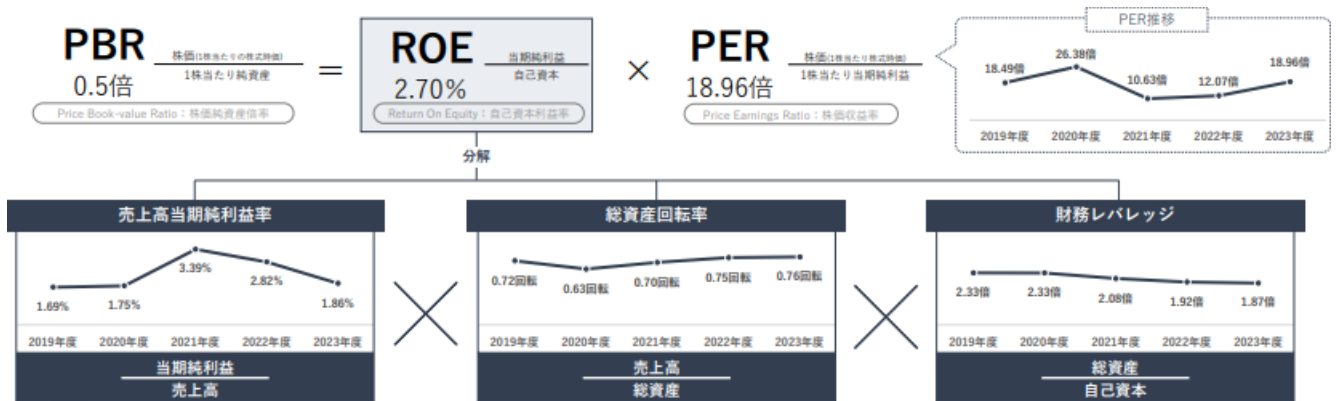 PBR
株価(1株当たりの株式時価)
1株当たり純資産
0.5倍
Price Book-value Ratio：株価純資産倍率
＝
ROE
当期純利益
自己資本
2.70%
Return On Equity：自己資本利益率
×
PER
株価(1株当たり株式時価)
1株当たり当期純利益
18.96倍
Price Earnings Ratio：株価収益率
PER推移
18.49倍 26.38倍 10.63倍 12.07倍 18.96倍
2019年度 2020年度 2021年度 2022年度 2023年度
分解
売上高当期純利益率
1.69% 1.75% 3.39% 2.82% 1.86%
2019年度 2020年度 2021年度 2022年度 2023年度
当期純利益
売上高
×
総資産回転率
0.72回転 0.63回転 0.70回転 0.75回転 0.76回転
2019年度 2020年度 2021年度 2022年度 2023年度
売上高
総資産
×
財務レバレッジ
2.33倍 2.33倍 2.08倍 1.92倍 1.87倍
2019年度 2020年度 2021年度 2022年度 2023年度
総資産
自己資本